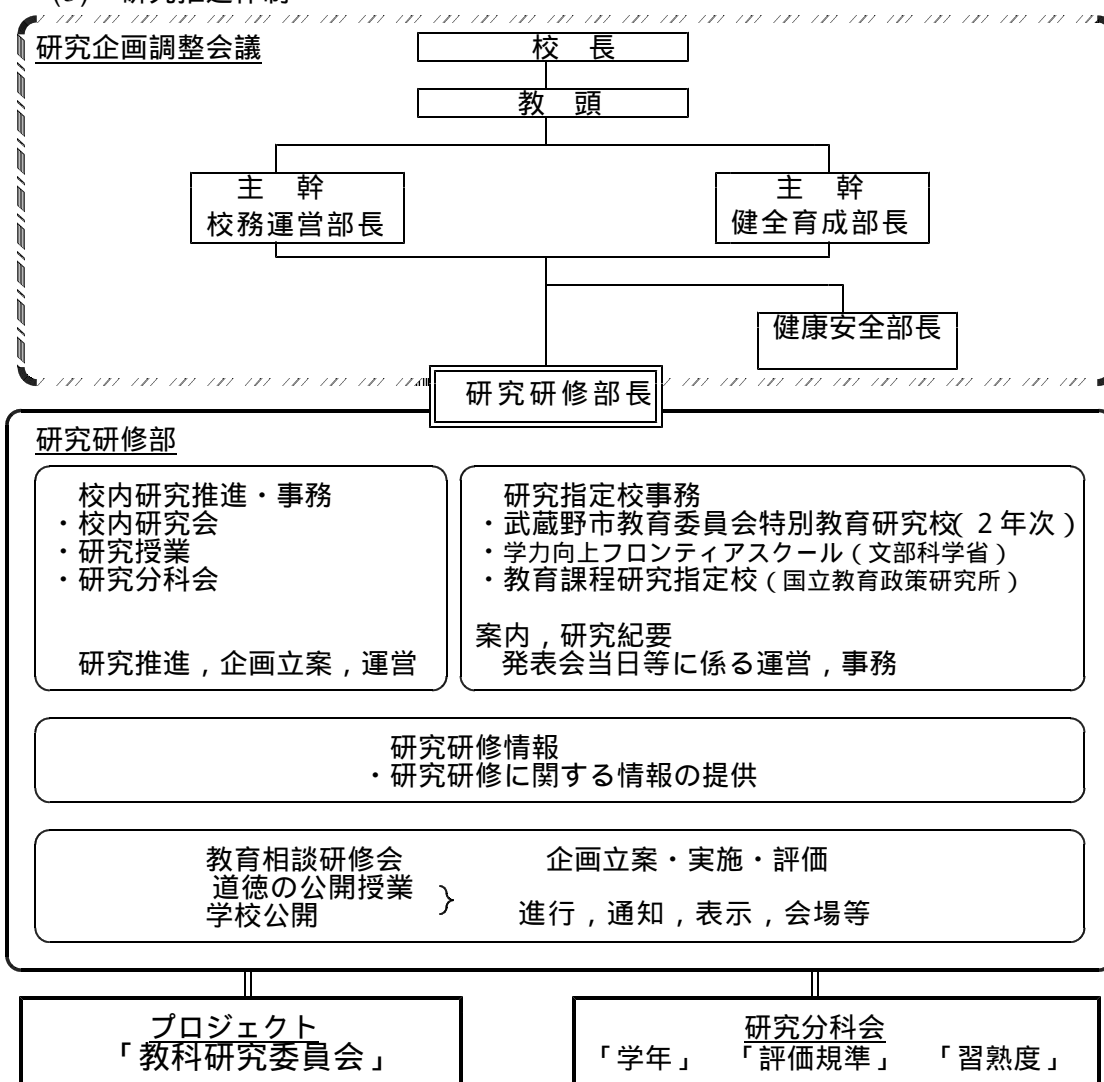 研究企画調整会議
校 長
教 頭
主 幹
校務運営部長
主 幹
健全育成部長
健康安全部長
研究研修部長
研究研修部
校内研究推進・事務
・校内研究会
・研究授業
・研究分科会
研究推進，企画立案，運営
研究指定校事務
・武蔵野市教育委員会特別教育研究校（２年次）
・学力向上フロンティアスクール（文部科学省）
・教育課程研究指定校（国立教育政策研究所）
案内，研究紀要
発表会当日等に係る運営，事務
研究研修情報
・研究研修に関する情報の提供
教育相談研修会
道徳の公開授業
学校公開
}
企画立案・実施・評価
進行，通知，表示，会場等
プロジェクト
「教科研究委員会」
研究分科会
「学年」 「評価規準」 「習熟度」